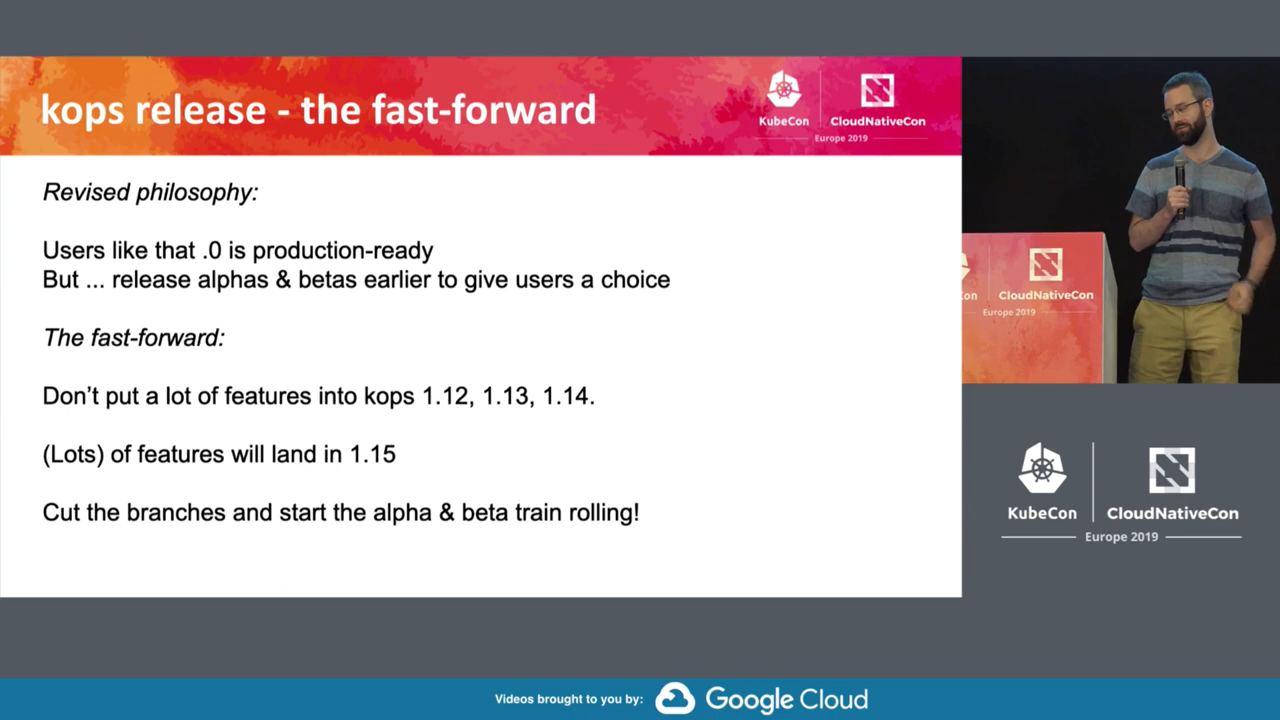 kops release - the fast-forward
KubeCon
CloudNativeCon
Europe 2019
Revised philosophy:
Users like that .0 is production-ready
But ... release alphas & betas earlier to give users a choice
The fast-forward:
Don’t put a lot of features into kops 1.12, 1.13, 1.14.
(Lots) of features will land in 1.15
Cut the branches and start the alpha & beta train rolling!
Con
CloudNativeCon
Europe 2019
KubeCon
CloudNativeCon
Europe 2019
Videos brought to you by:
Google Cloud